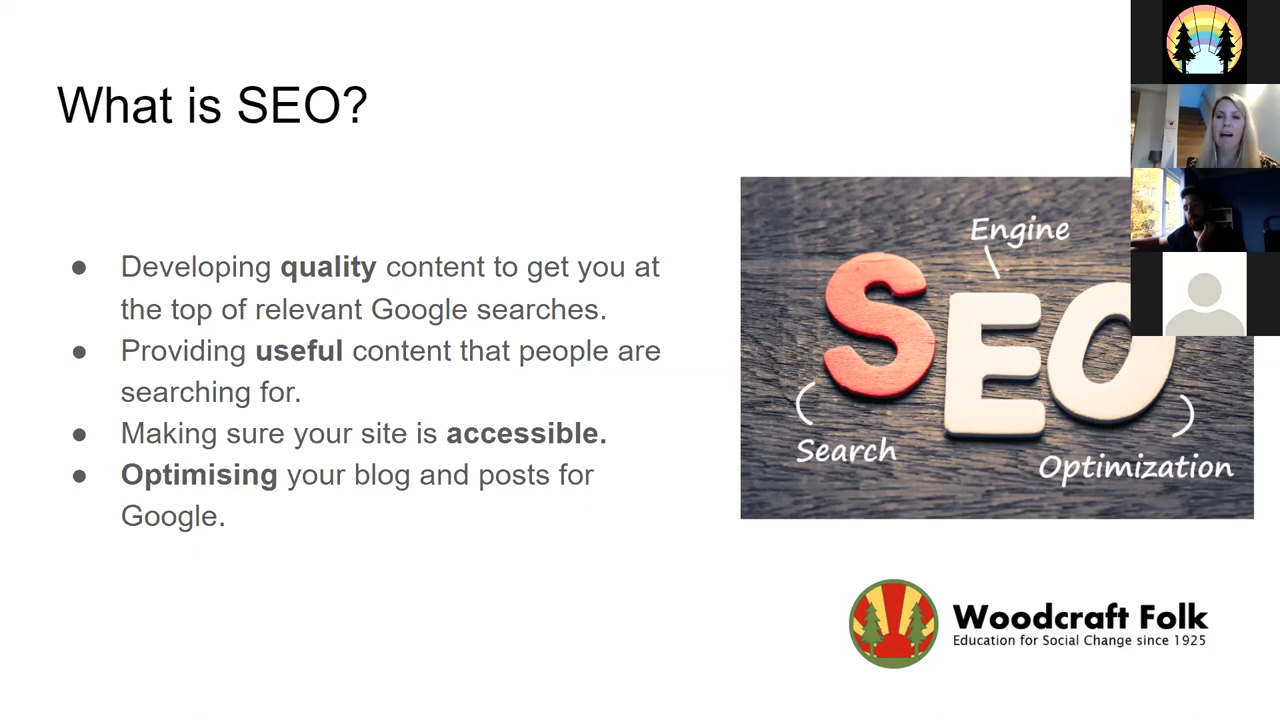 What is SEO?
● Developing quality content to get you at
the top of relevant Google searches.
● Providing useful content that people are
searching for.
● Making sure your site is accessible.
● Optimising your blog and posts for
Google.
Engine
SEO
Search
Optimization
Woodcraft Folk
Education for Social Change since 1925